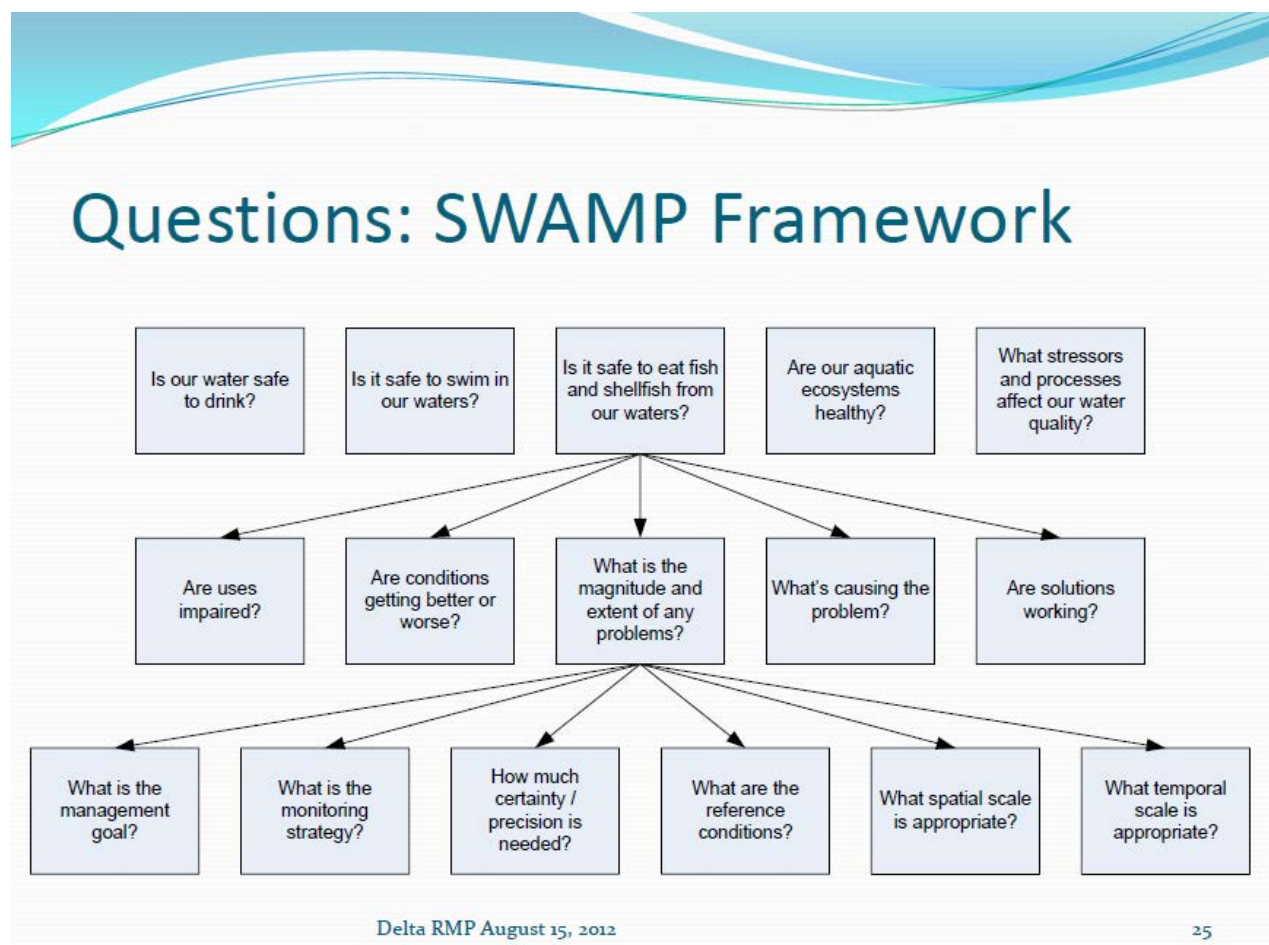 Questions: SWAMP Framework
Is our water safe
to drink?
Is it safe to swim in
our waters?
Is it safe to eat fish
and shellfish from
our waters?
Are our aquatic
ecosystems
healthy?
What stressors
and processes
affect our water
quality?
Are uses
impaired?
Are conditions
getting better or
worse?
What is the
magnitude and
extent of any
problems?
What's causing the
problem?
Are solutions
working?
What is the
management
goal?
What is the
monitoring
strategy?
How much
certainty /
precision is
needed?
What are the
reference
conditions?
What spatial scale
is appropriate?
What temporal
scale is
appropriate?
Delta RMP August 15, 2012
25